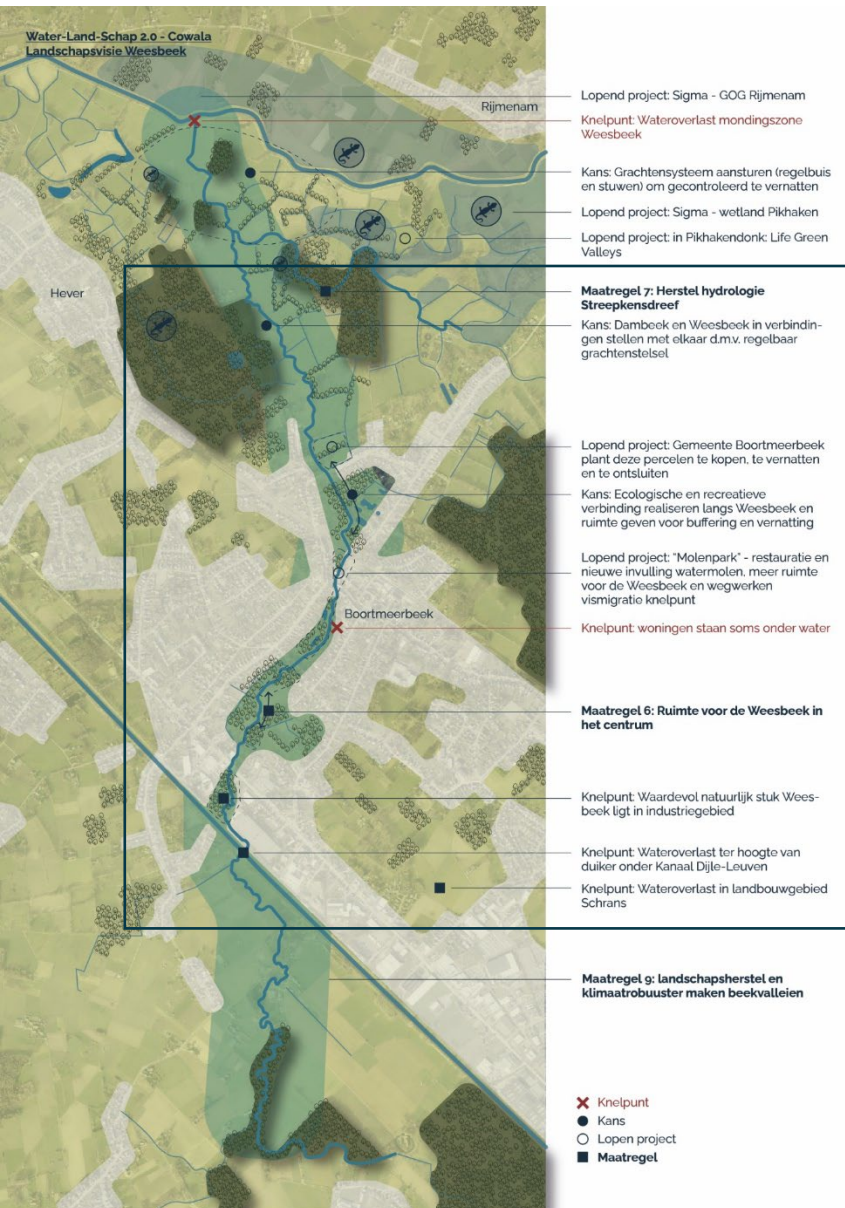 Water-Land-Schap 2.0 - Cowala
Landschapsvisie Weesbeek
Rijmenam
Hever
Boortmeerbeek
Lopend project: Sigma - GOG Rijmenam
Knelpunt: Wateroverlast mondingszone
Weesbeek
Kans: Grachtensysteem aansturen (regelbuis
en stuwen) om gecontroleerd te vernatten
Lopend project: Sigma - wetland Pikhaken
Lopend project: in Pikhakendonk: Life Green
Valleys
Maatregel 7: Herstel hydrologie
Streepkensdreef
Kans: Dambeek en Weesbeek in verbindin-
gen stellen met elkaar d.m.v. regelbaar
grachtenstelsel
Lopend project: Gemeente Boortmeerbeek
plant deze percelen te kopen, te vernatten
en te ontsluiten
Kans: Ecologische en recreatieve
verbinding realiseren langs Weesbeek en
ruimte geven voor buffering en vernatting
Lopend project: "Molenpark" - restauratie en
nieuwe invulling watermolen, meer ruimte
voor de Weesbeek en wegwerken
vismigratie knelpunt
Knelpunt: woningen staan soms onder water
Maatregel 6: Ruimte voor de Weesbeek in
het centrum
Knelpunt: Waardevol natuurlijk stuk Wees-
beek ligt in industriegebied
Knelpunt: Wateroverlast ter hoogte van
duiker onder Kanaal Dijle-Leuven
Knelpunt: Wateroverlast in landbouwgebied
Schrans
Maatregel 9: landschapsherstel en
klimaatrobuuster maken beekvalleien
Knelpunt
Kans
Lopen project
Maatregel